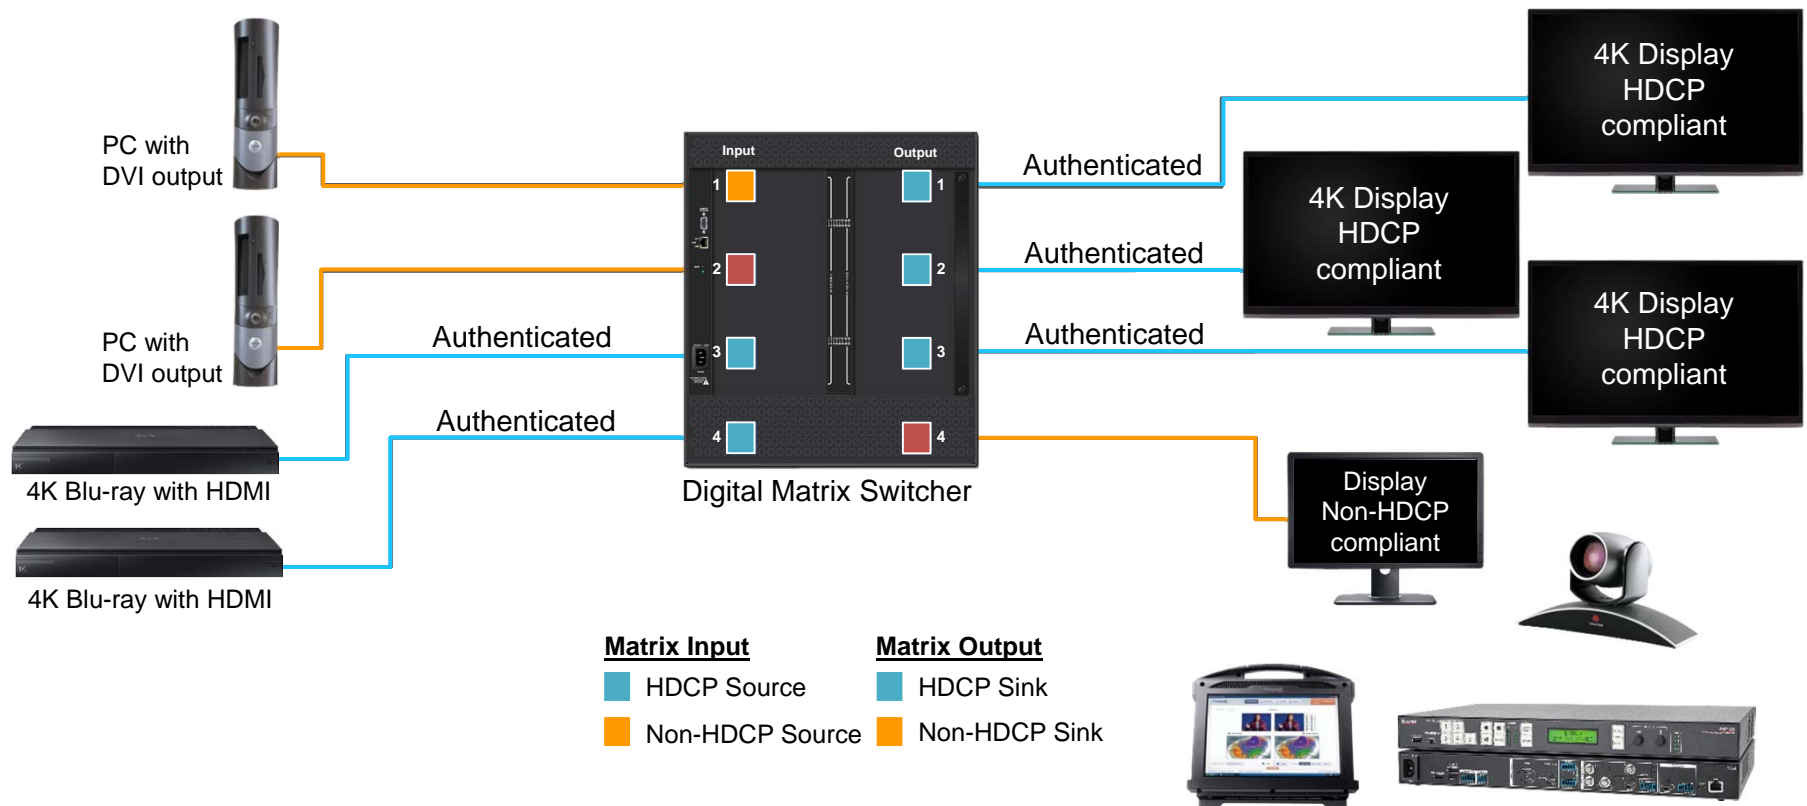 PC with
DVI output
PC with
DVI output
Authenticated
Authenticated
4K Blu-ray with HDMI
4K Blu-ray with HDMI
Input
Output
1
1
2
2
3
3
4
4
Digital Matrix Switcher
Authenticated
Authenticated
Authenticated
4K Display
HDCP
compliant
4K Display
HDCP
compliant
4K Display
HDCP
compliant
Display
Non-HDCP
compliant
Matrix Input
HDCP Source
Non-HDCP Source
Matrix Output
HDCP Sink
Non-HDCP Sink